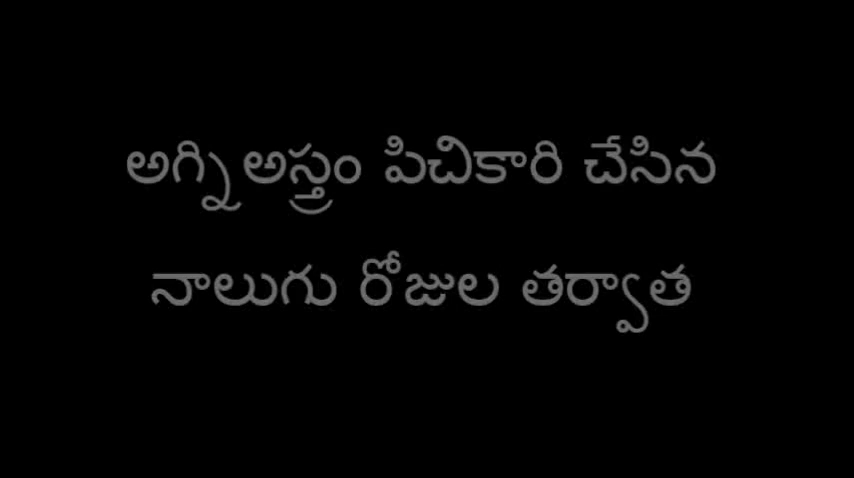 అగ్ని అస్త్రం పిచికారి చేసిన
నాలుగు రోజుల తర్వాత